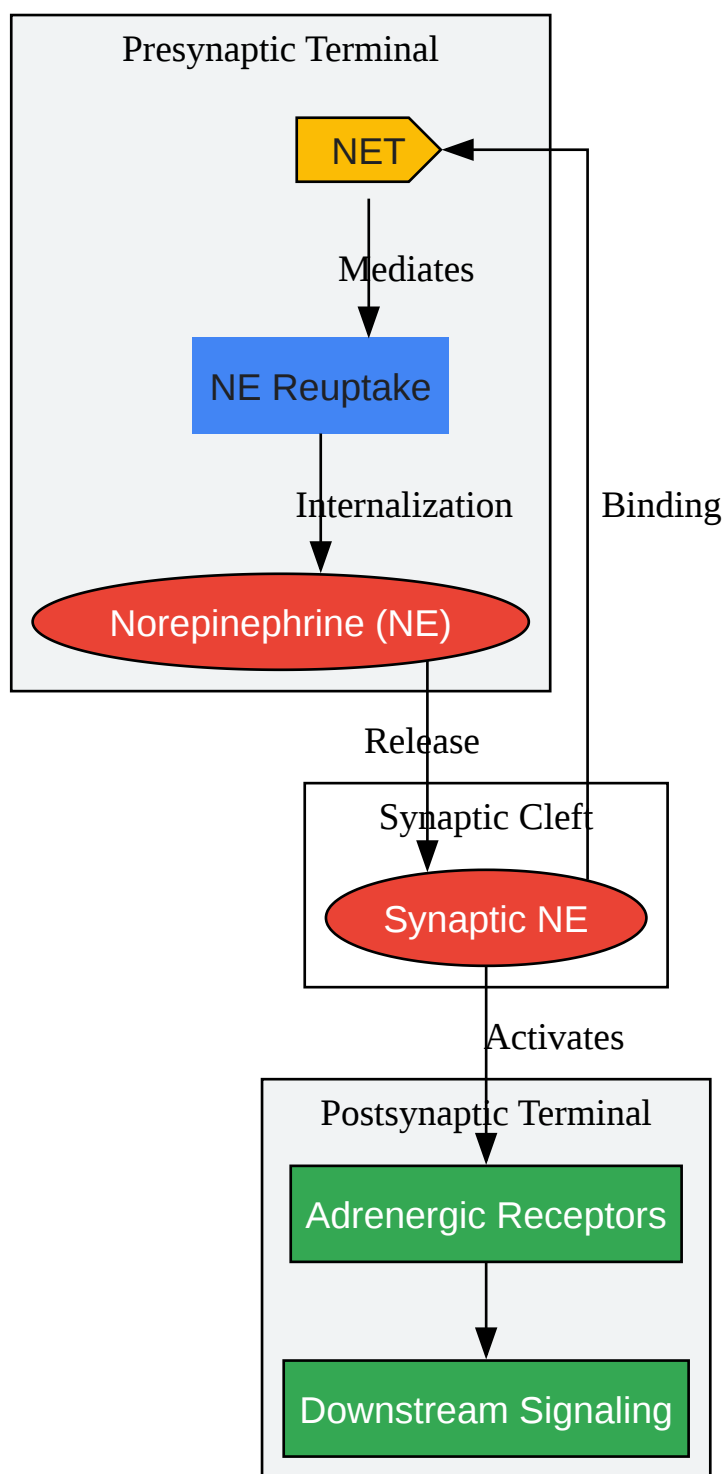 Presynaptic Terminal
NET
Mediates
NE Reuptake
Internalization
Binding
Norepinephrine (NE)
Release
Synaptic Cleft
Synaptic NE
Activates
Postsynaptic Terminal
Adrenergic Receptors
Downstream Signaling